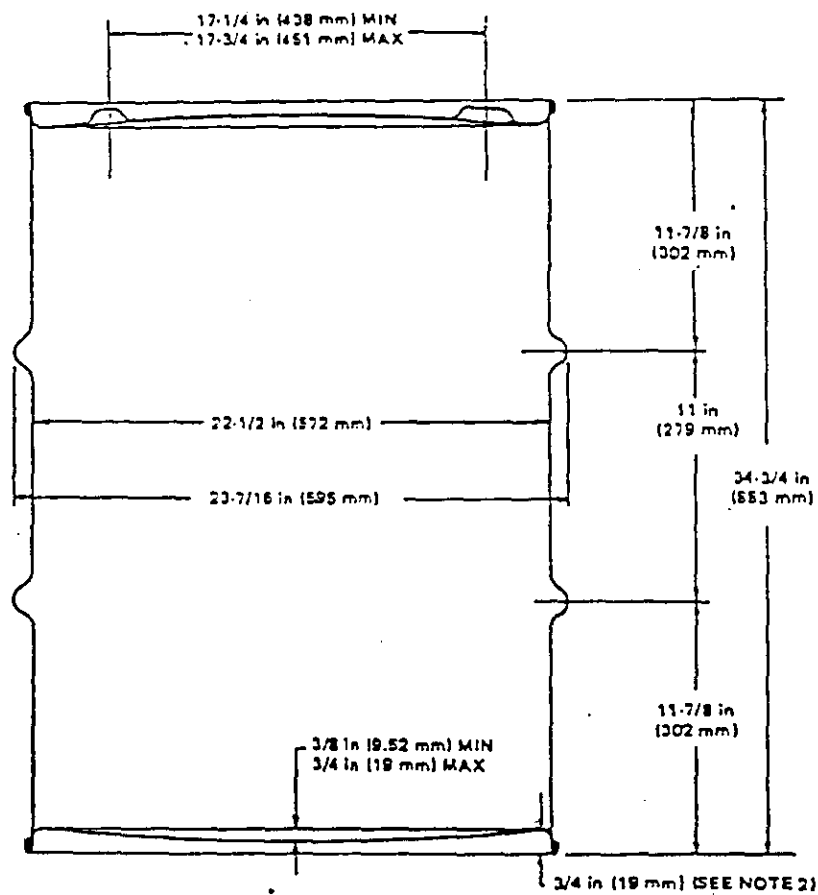 17-1/4 in (438 mm) MIN
17-3/4 in (451 mm) MAX
11-7/8 in
(302 mm)
22-1/2 in (572 mm)
11 in
(279 mm)
34-3/4 in
(883 mm)
23-7/16 in (595 mm)
11-7/8 in
(302 mm)
3/8 in (9.52 mm) MIN
3/4 in (19 mm) MAX
3/4 in (19 mm) (SEE NOTE 2)